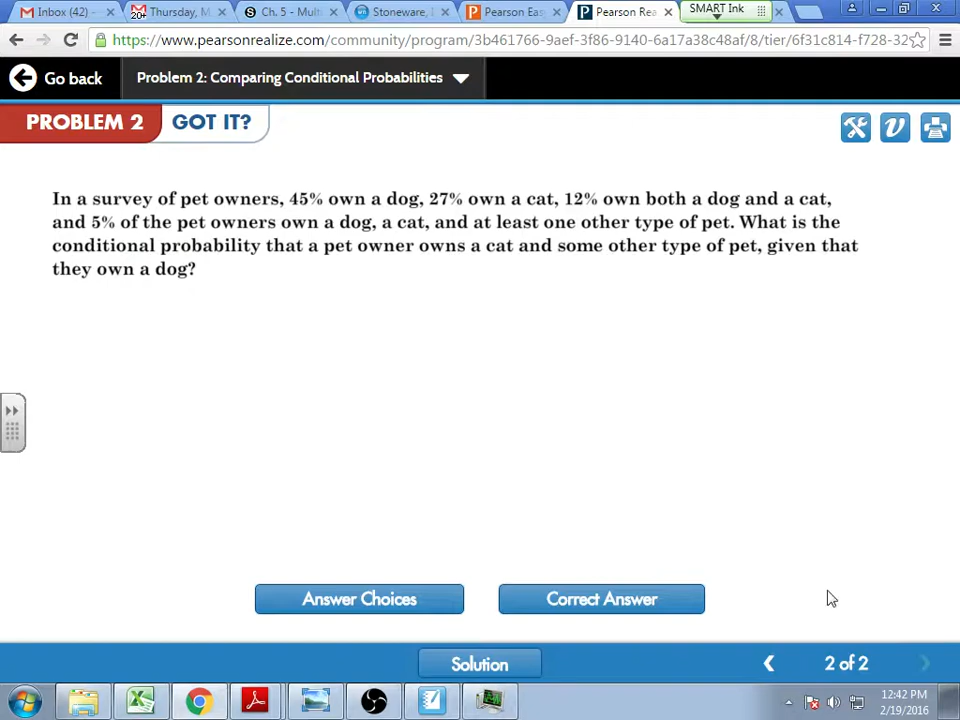 Inbox (42) -
20+ Thursday, M
Ch. 5 - Mult
Stoneware,
Pearson Eas
Pearson Rea
SMART Ink
https://www.pearsonrealize.com/community/program/3b461766-9aef-3f86-9140-6a17a38c48af/8/tier/6f31c814-f728-32
Go back
Problem 2: Comparing Conditional Probabilities
PROBLEM 2
GOT IT?
In a survey of pet owners, 45% own a dog, 27% own a cat, 12% own both a dog and a cat,
and 5% of the pet owners own a dog, a cat, and at least one other type of pet. What is the
conditional probability that a pet owner owns a cat and some other type of pet, given that
they own a dog?
Answer Choices
Correct Answer
Solution
2 of 2
12:42 PM
2/19/2016